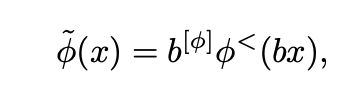 ϕ̃(x) = b^[ϕ] ϕ^<(bx),